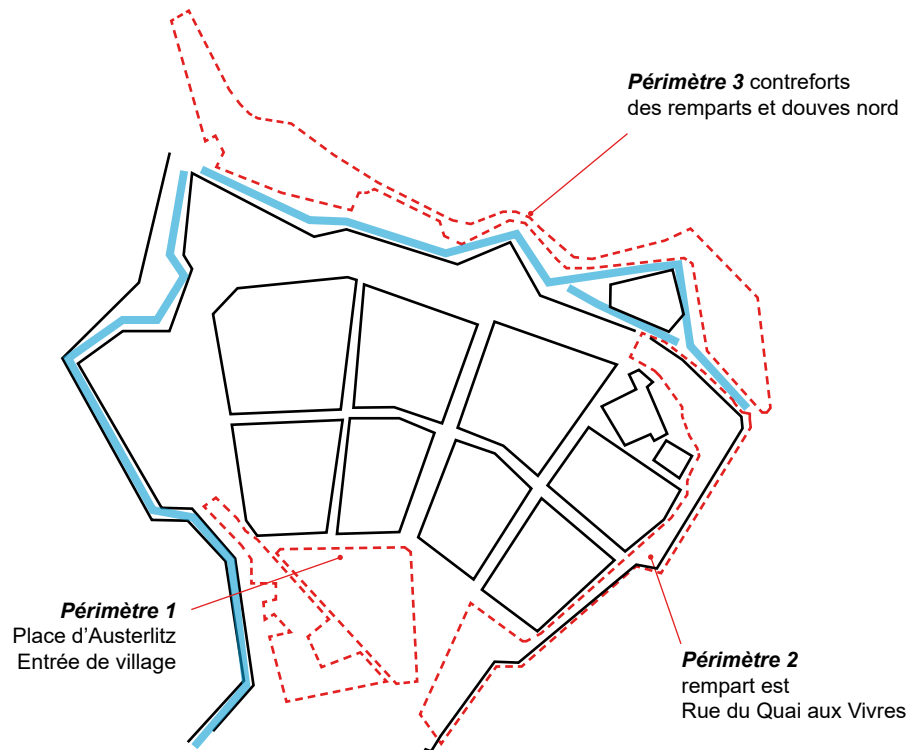 Périmètre 3 contreforts
des remparts et douves nord
Périmètre 1
Place d’Austerlitz
Entrée de village
Périmètre 2
rempart est
Rue du Quai aux Vivres